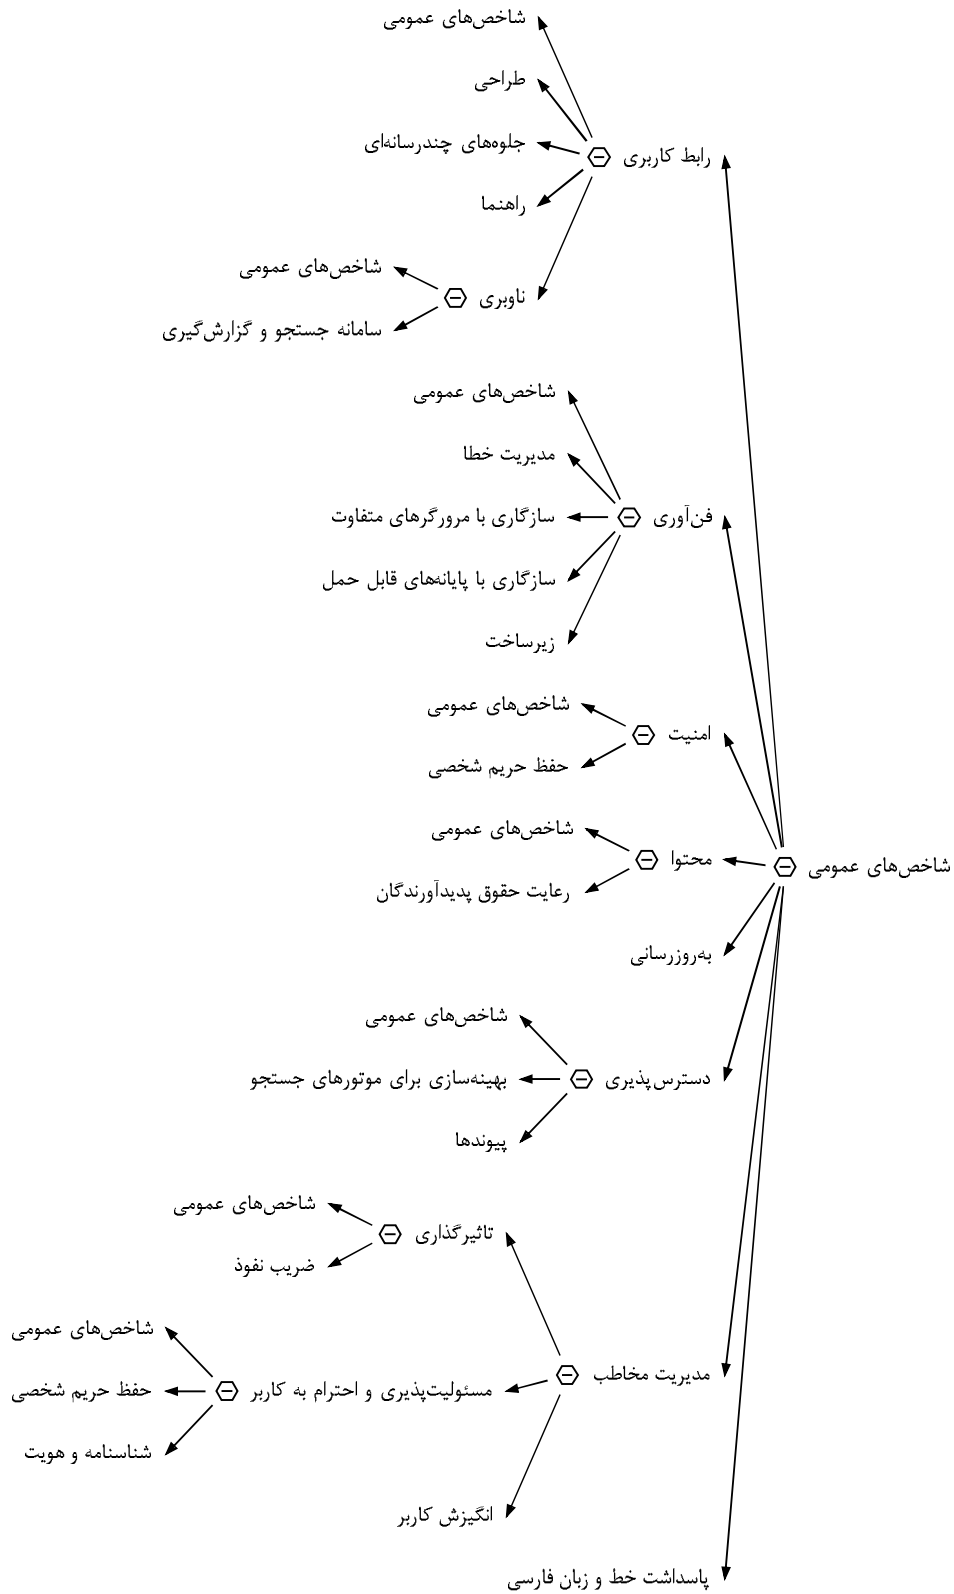 شاخص‌های عمومی
رابط کاربری
شاخص‌های عمومی
طراحی
جلوه‌های چندرسانه‌ای
راهنما
ناوبری
شاخص‌های عمومی
سامانه جستجو و گزارش‌گیری
فن‌آوری
شاخص‌های عمومی
مدیریت خطا
سازگاری با مرورگرهای متفاوت
سازگاری با پایانه‌های قابل حمل
زیرساخت
امنیت
شاخص‌های عمومی
حفظ حریم شخصی
محتوا
شاخص‌های عمومی
رعایت حقوق پدیدآورندگان
به‌روزرسانی
دسترس‌پذیری
شاخص‌های عمومی
بهینه‌سازی برای موتورهای جستجو
پیوندها
مدیریت مخاطب
تاثیرگذاری
شاخص‌های عمومی
ضریب نفوذ
مسئولیت‌پذیری و احترام به کاربر
شاخص‌های عمومی
حفظ حریم شخصی
شناسنامه و هویت
انگیزش کاربر
پاسداشت خط و زبان فارسی